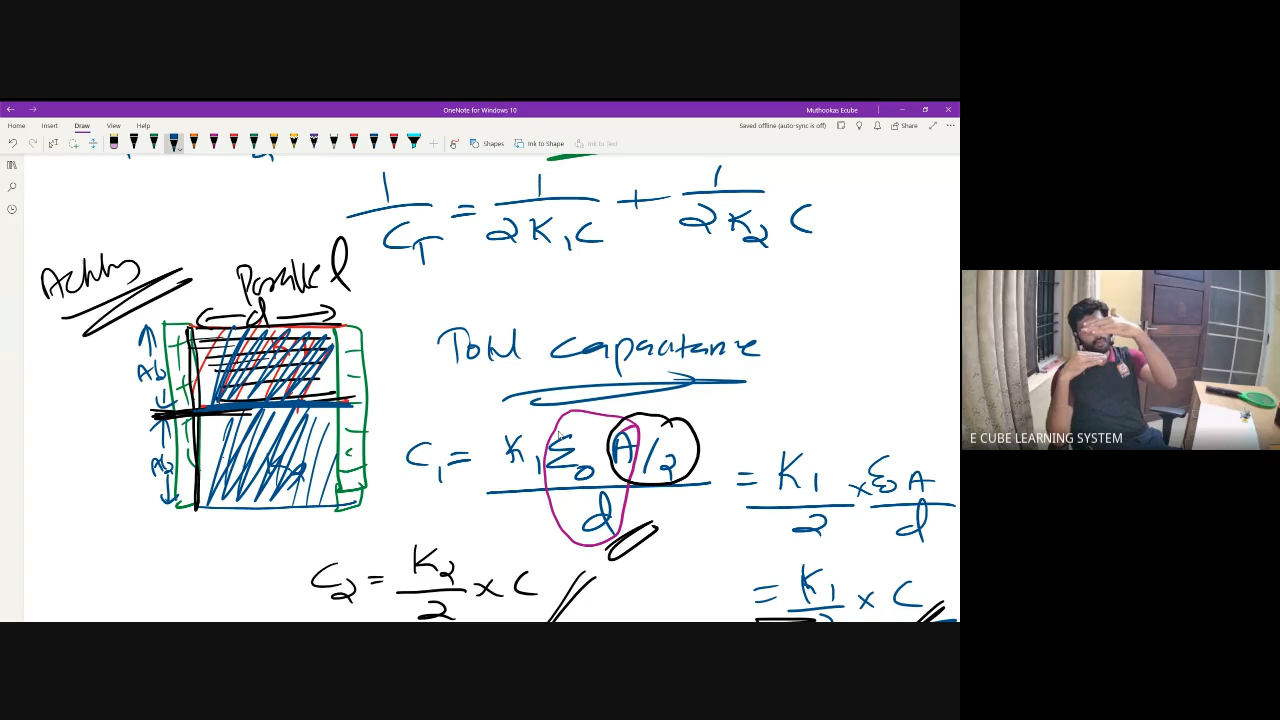 OneNote for Windows 10
Muthookas Ecube
Home Insert Draw View Help
Saved offline (auto-sync is off) Share
Shapes Ink to Shape Ink to Text
1/C_T = 1/2K₁C + 1/2K₂C
Parallel
d
Total capacitance
C₁ = K₁ε₀A/2 / d = K₁/2 × ε₀A/d
C₂ = K₂/2 × C
= K₁/2 × C
E CUBE LEARNING SYSTEM